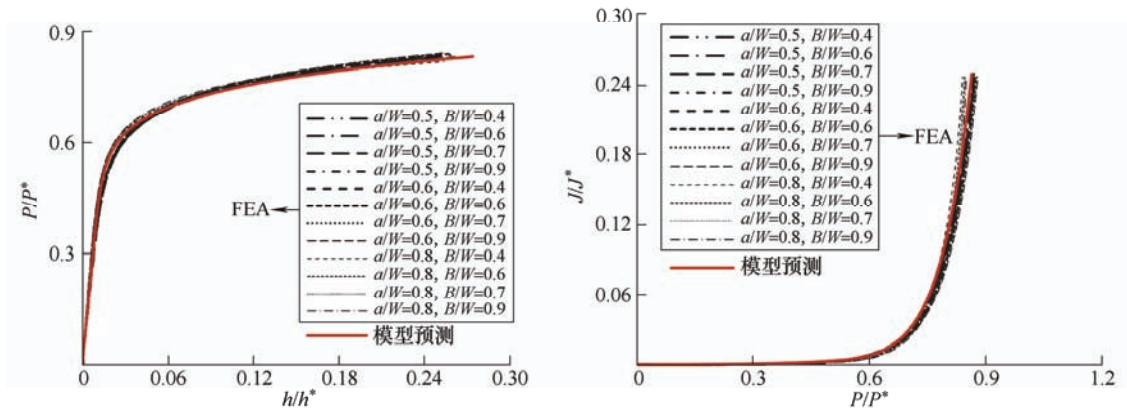 0.9
0.6
0.3
P/P*
FEA
a/W=0.5, B/W=0.4
a/W=0.5, B/W=0.6
a/W=0.5, B/W=0.7
a/W=0.5, B/W=0.9
a/W=0.6, B/W=0.4
a/W=0.6, B/W=0.6
a/W=0.6, B/W=0.7
a/W=0.6, B/W=0.9
a/W=0.8, B/W=0.4
a/W=0.8, B/W=0.6
a/W=0.8, B/W=0.7
a/W=0.8, B/W=0.9
模型预测
0 0.06 0.12 0.18 0.24 0.30
h/h*
0.30
0.24
0.18
0.12
0.06
J/J*
a/W=0.5, B/W=0.4
a/W=0.5, B/W=0.6
a/W=0.5, B/W=0.7
a/W=0.5, B/W=0.9
a/W=0.6, B/W=0.4
a/W=0.6, B/W=0.6
a/W=0.6, B/W=0.7
a/W=0.6, B/W=0.9
a/W=0.8, B/W=0.4
a/W=0.8, B/W=0.6
a/W=0.8, B/W=0.7
a/W=0.8, B/W=0.9
FEA
模型预测
0 0.3 0.6 0.9 1.2
P/P*